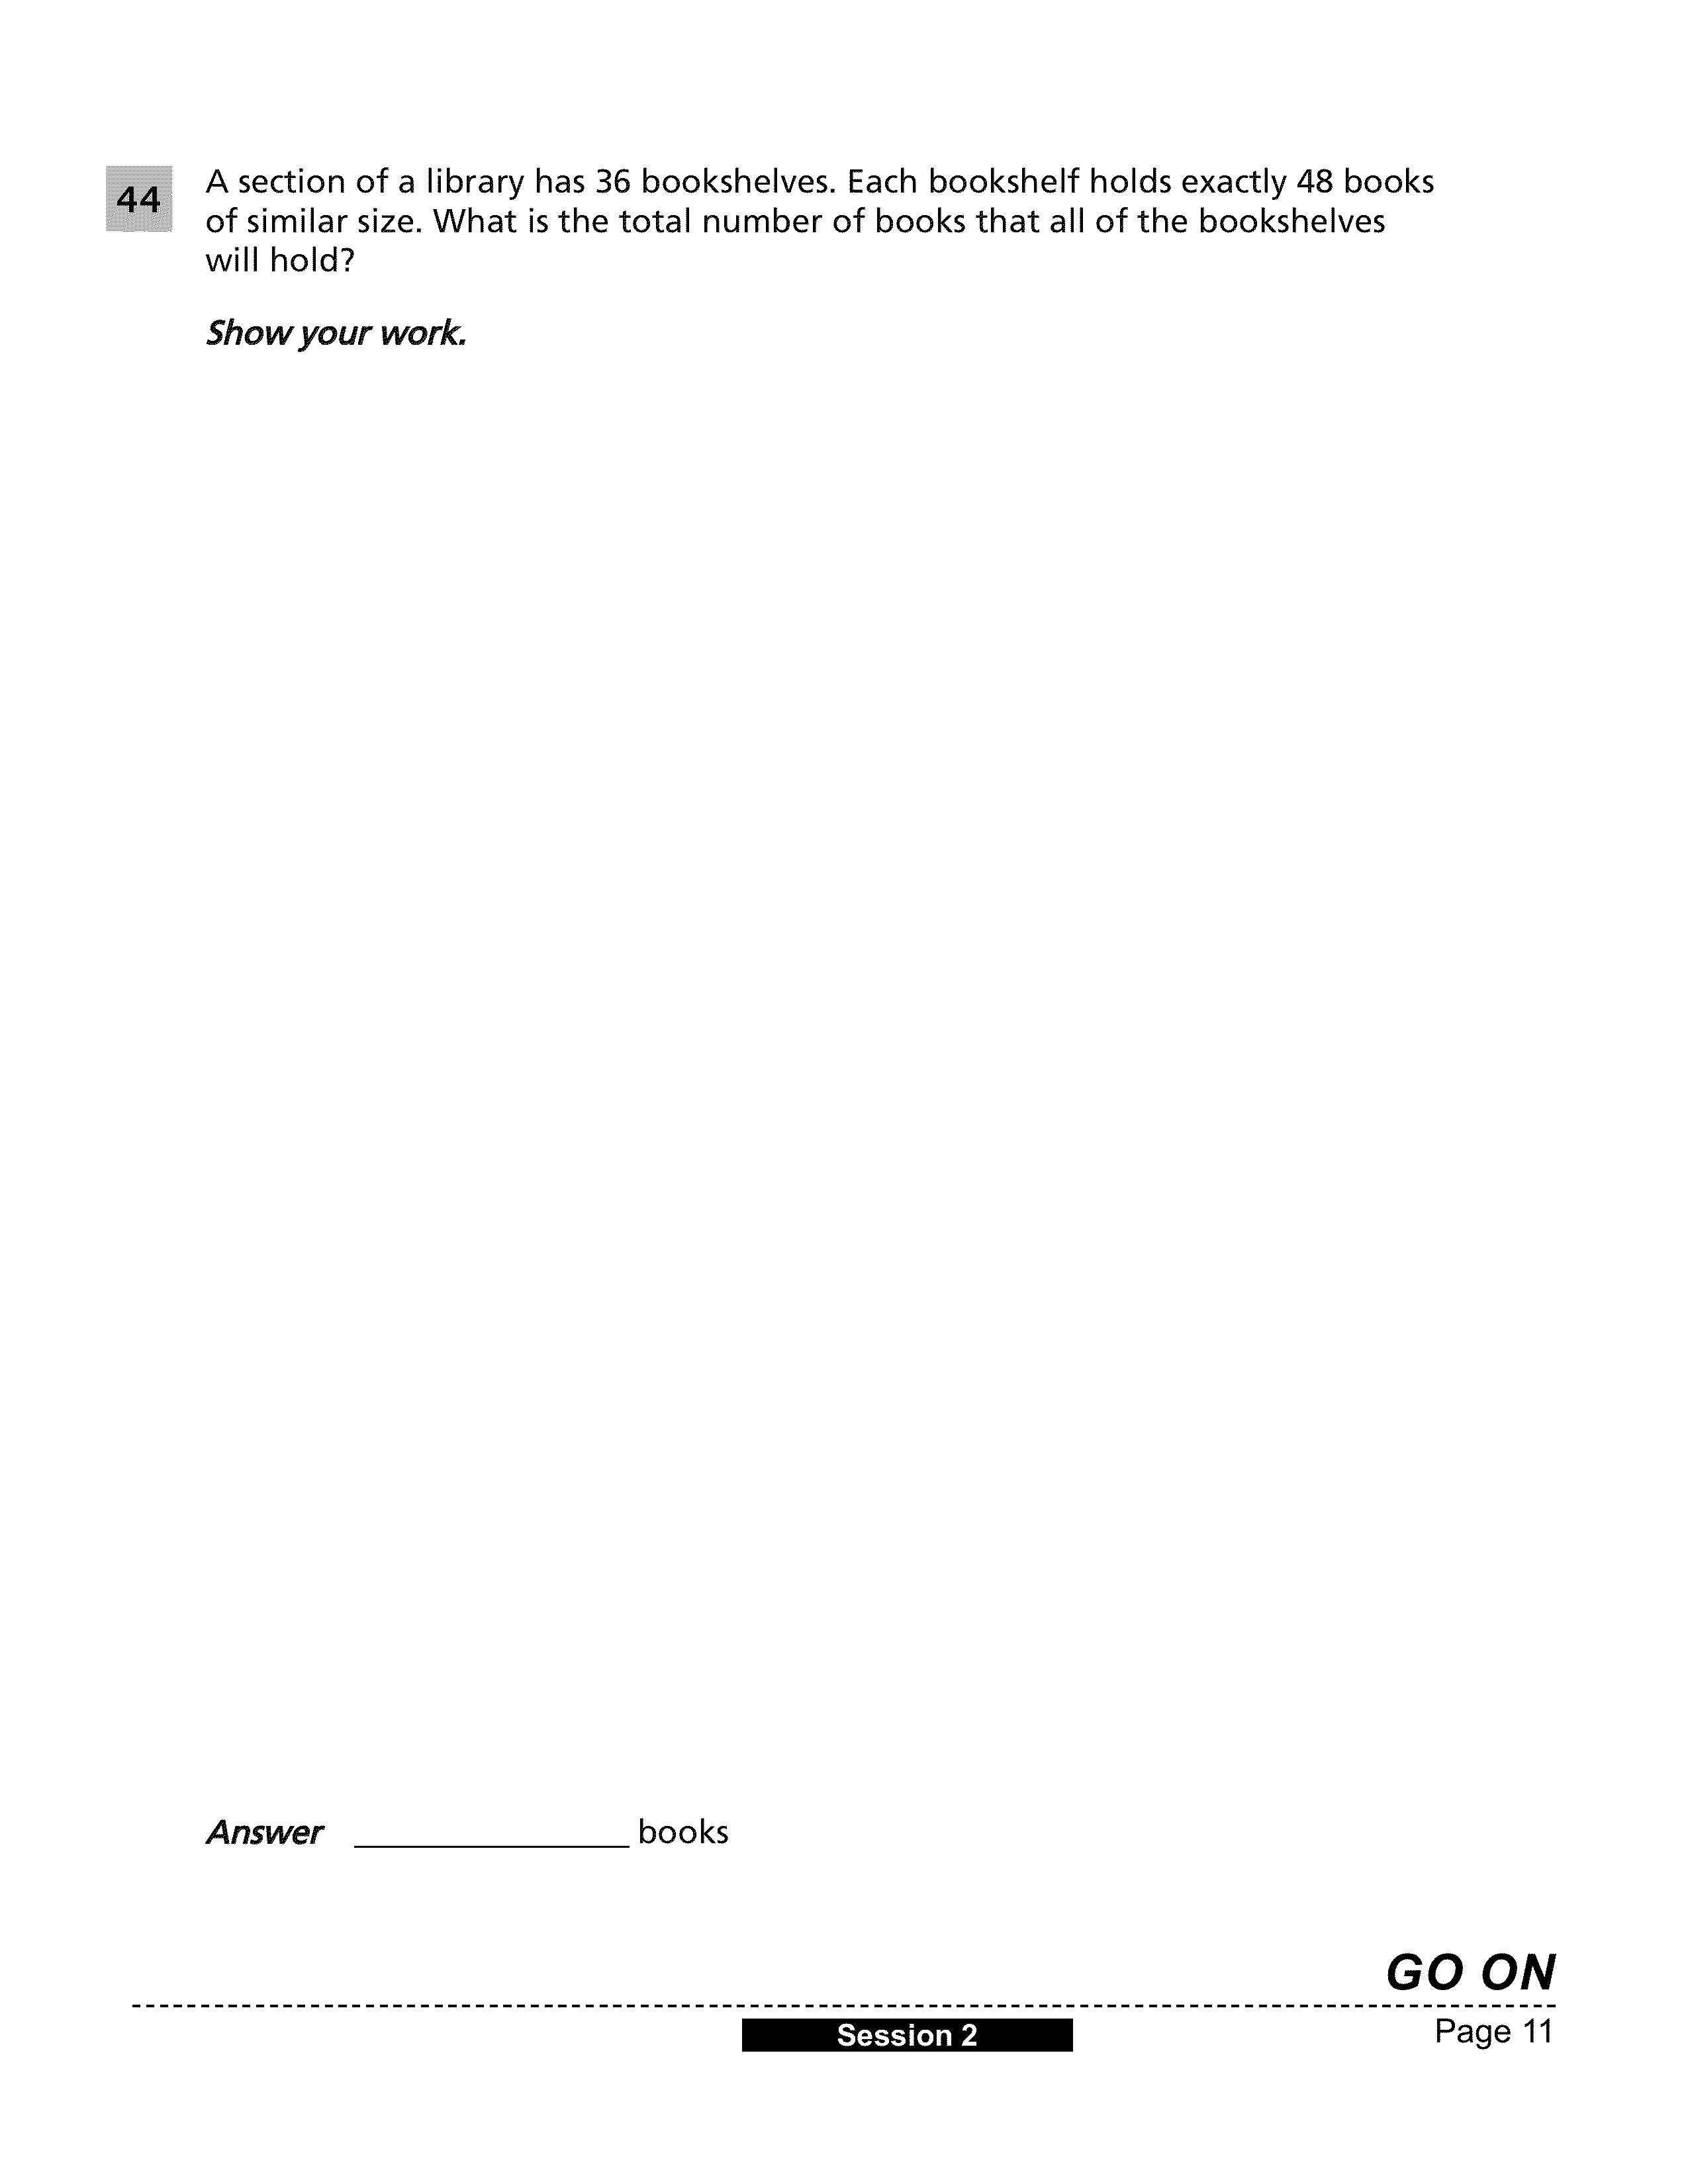 44
A section of a library has 36 bookshelves. Each bookshelf holds exactly 48 books
of similar size. What is the total number of books that all of the bookshelves
will hold?
Show your work.
Answer ________________ books
GO ON
Session 2
Page 11